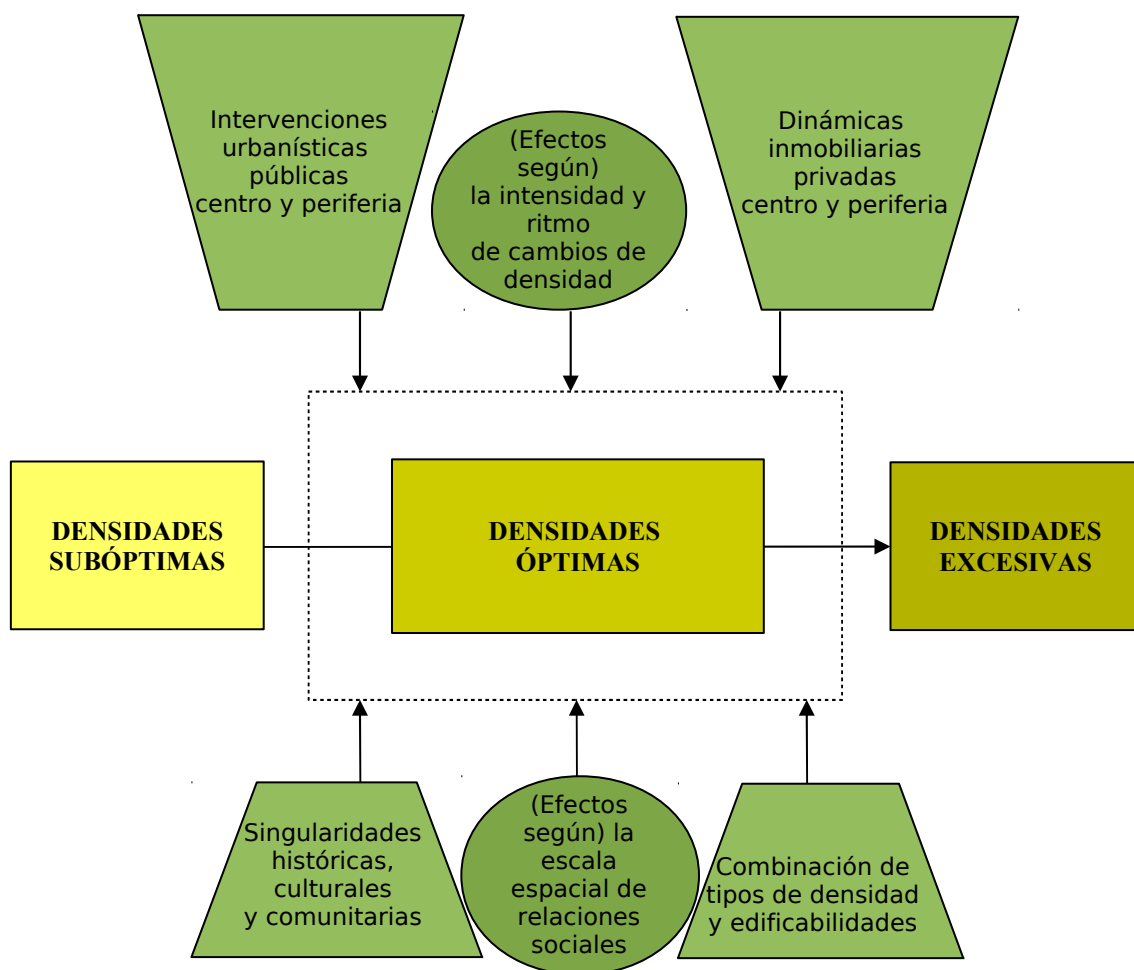 Intervenciones
urbanísticas
públicas
centro y periferia
(Efectos
según)
la intensidad y
ritmo
de cambios de
densidad
Dinámicas
inmobiliarias
privadas
centro y periferia
DENSIDADES
SUBÓPTIMAS
DENSIDADES
ÓPTIMAS
DENSIDADES
EXCESIVAS
Singularidades
históricas,
culturales
y comunitarias
(Efectos
según) la
escala
espacial de
relaciones
sociales
Combinación de
tipos de densidad
y edificabilidades